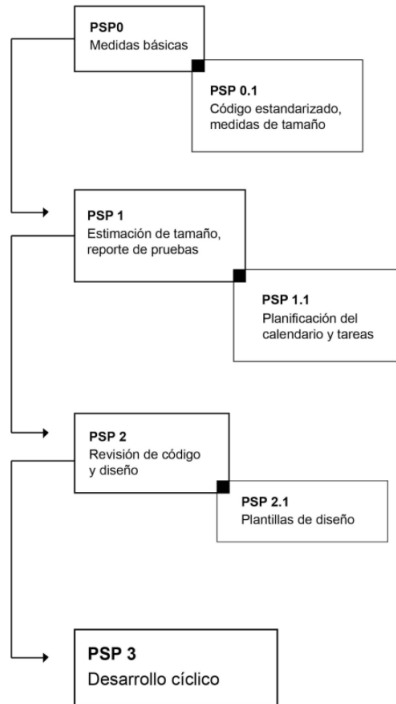 PSP0
Medidas básicas
PSP 0.1
Código estandarizado,
medidas de tamaño
PSP 1
Estimación de tamaño,
reporte de pruebas
PSP 1.1
Planificación del
calendario y tareas
PSP 2
Revisión de código
y diseño
PSP 2.1
Plantillas de diseño
PSP 3
Desarrollo cíclico